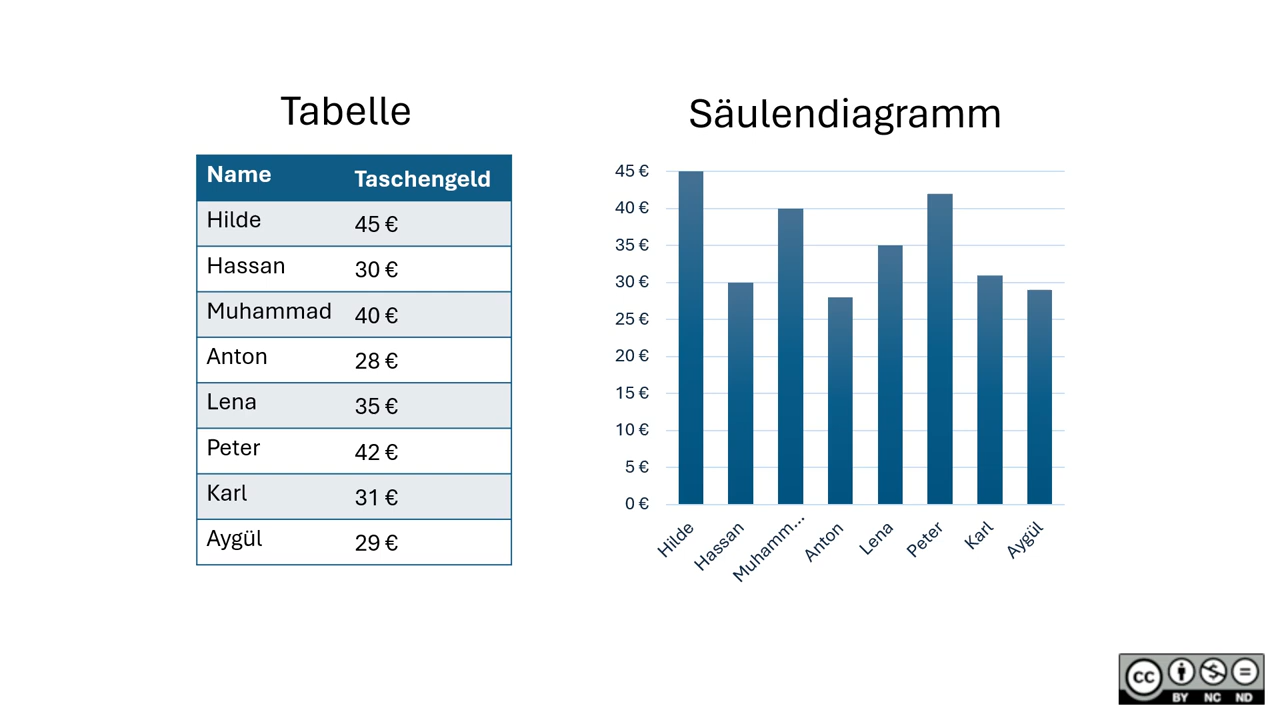 Tabelle
Name Taschengeld
Hilde 45 €
Hassan 30 €
Muhammad 40 €
Anton 28 €
Lena 35 €
Peter 42 €
Karl 31 €
Aygül 29 €
Säulendiagramm
45 €
40 €
35 €
30 €
25 €
20 €
15 €
10 €
5 €
0 €
Hilde Hassan Muhamm... Anton Lena Peter Karl Aygül
cc BY NC ND